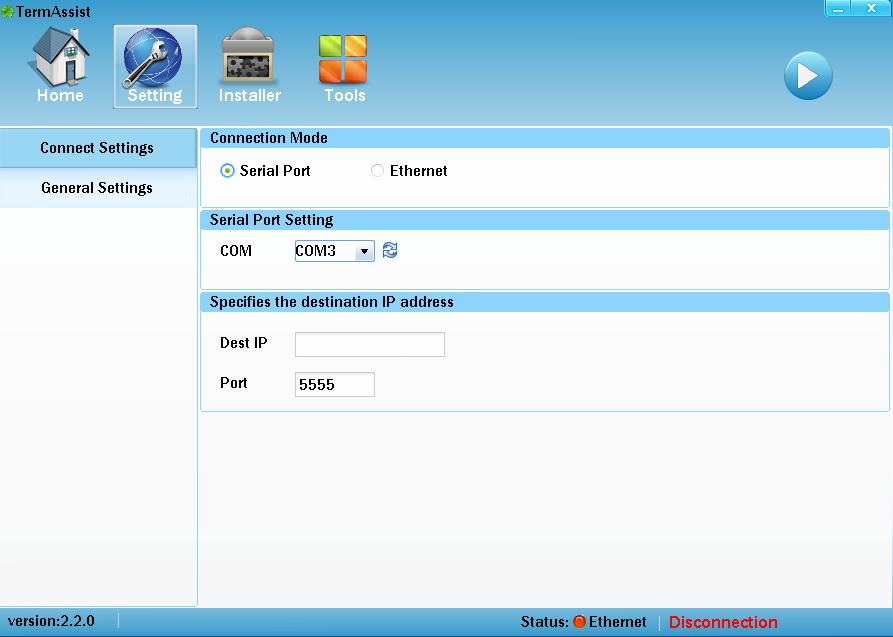 TermAssist
Home Setting Installer Tools
Connect Settings
General Settings
Connection Mode
Serial Port Ethernet
Serial Port Setting
COM COM3
Specifies the destination IP address
Dest IP
Port 5555
version:2.2.0 Status: Ethernet Disconnection